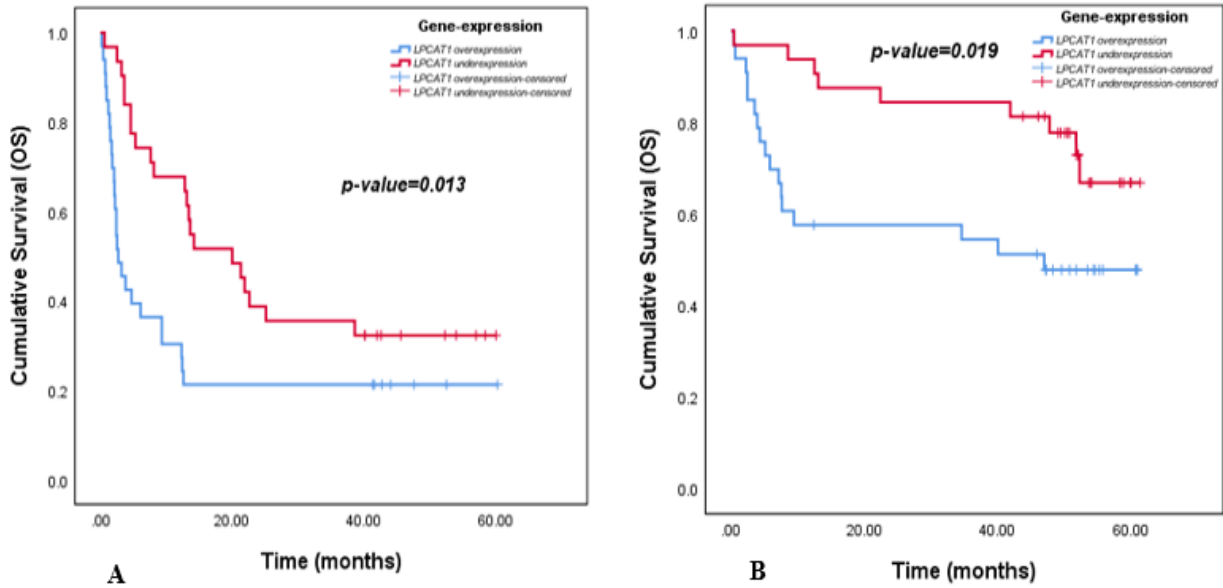 Gene-expression
LPCAT1 overexpression
LPCAT1 underexpression
LPCAT1 overexpression-censored
LPCAT1 underexpression-censored
p-value=0.013
Cumulative Survival (OS)
1.0
0.8
0.6
0.4
0.2
0.0
.00 20.00 40.00 60.00
Time (months)
A
Gene-expression
LPCAT1 overexpression
LPCAT1 underexpression
LPCAT1 overexpression-censored
LPCAT1 underexpression-censored
p-value=0.019
Cumulative Survival (OS)
1.0
0.8
0.6
0.4
0.2
0.0
.00 20.00 40.00 60.00
Time (months)
B